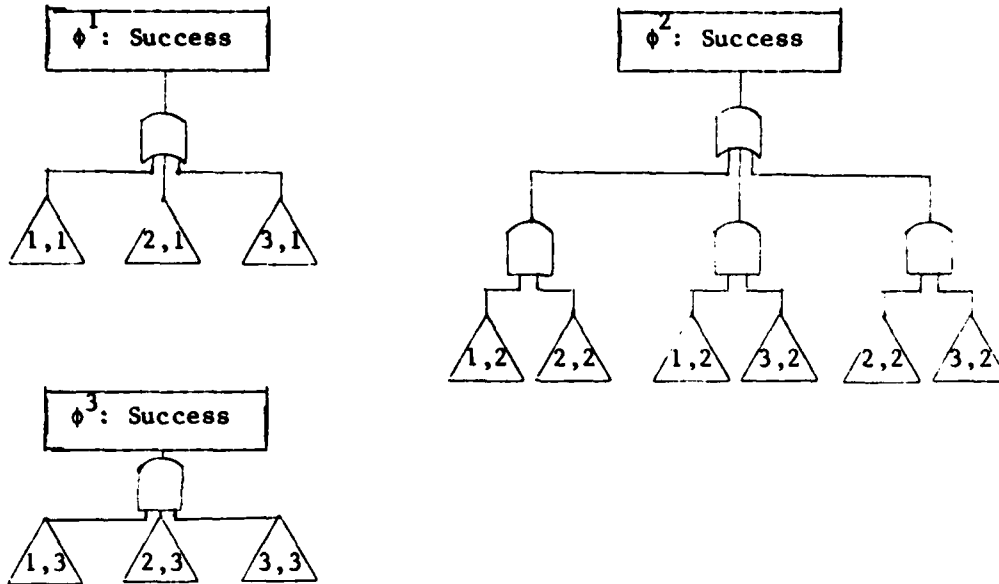 ϕ¹: Success
ϕ²: Success
1,1 2,1 3,1
1,2 2,2 1,2 3,2 2,2 3,2
ϕ³: Success
1,3 2,3 3,3